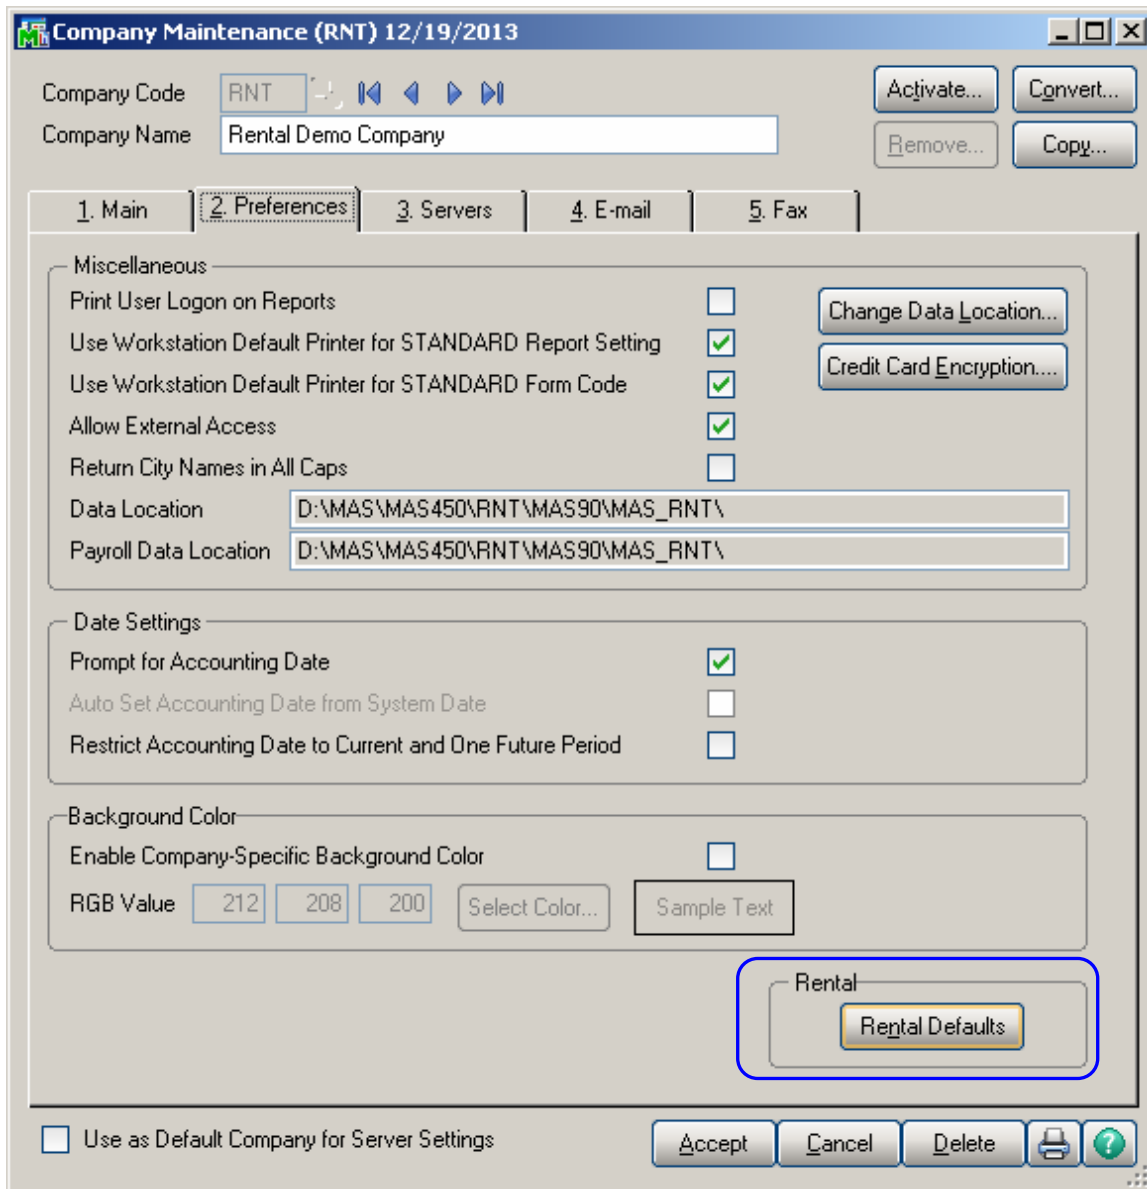 Company Maintenance (RNT) 12/19/2013
Company Code RNT Activate... Convert...
Company Name Rental Demo Company Remove... Copy...
1. Main 2. Preferences 3. Servers 4. E-mail 5. Fax
Miscellaneous
Print User Logon on Reports Change Data Location...
Use Workstation Default Printer for STANDARD Report Setting
Use Workstation Default Printer for STANDARD Form Code Credit Card Encryption....
Allow External Access
Return City Names in All Caps
Data Location D:\MAS\MAS450\RNT\MAS90\MAS_RNT\
Payroll Data Location D:\MAS\MAS450\RNT\MAS90\MAS_RNT\
Date Settings
Prompt for Accounting Date
Auto Set Accounting Date from System Date
Restrict Accounting Date to Current and One Future Period
Background Color
Enable Company-Specific Background Color
RGB Value 212 208 200 Select Color... Sample Text
Rental
Rental Defaults
Use as Default Company for Server Settings Accept Cancel Delete ?